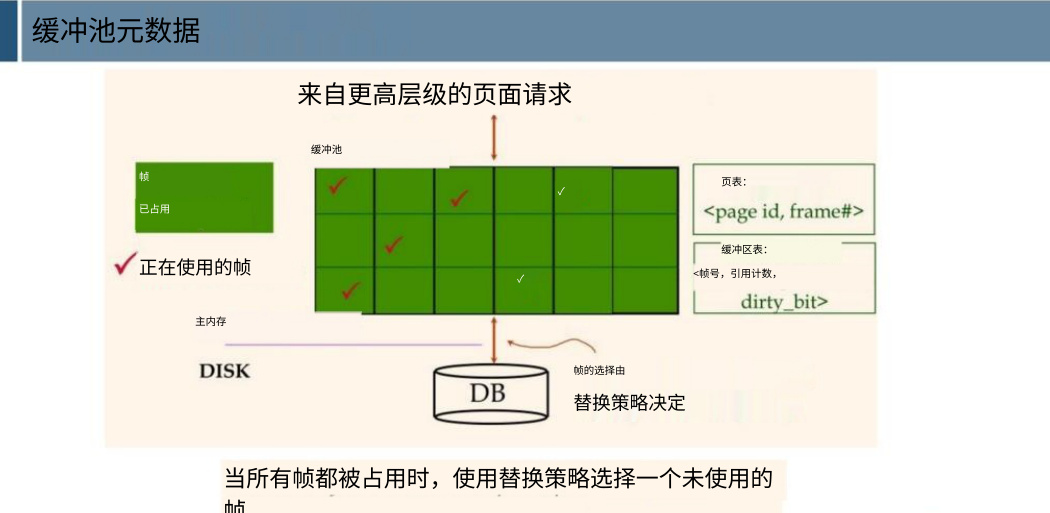 缓冲池元数据
来自更高层级的页面请求
缓冲池
帧
已占用
正在使用的帧
页表：
<page id, frame#>
缓冲区表：
<帧号，引用计数，
dirty_bit>
主内存
DISK
DB
帧的选择由
替换策略决定
当所有帧都被占用时，使用替换策略选择一个未使用的
帧